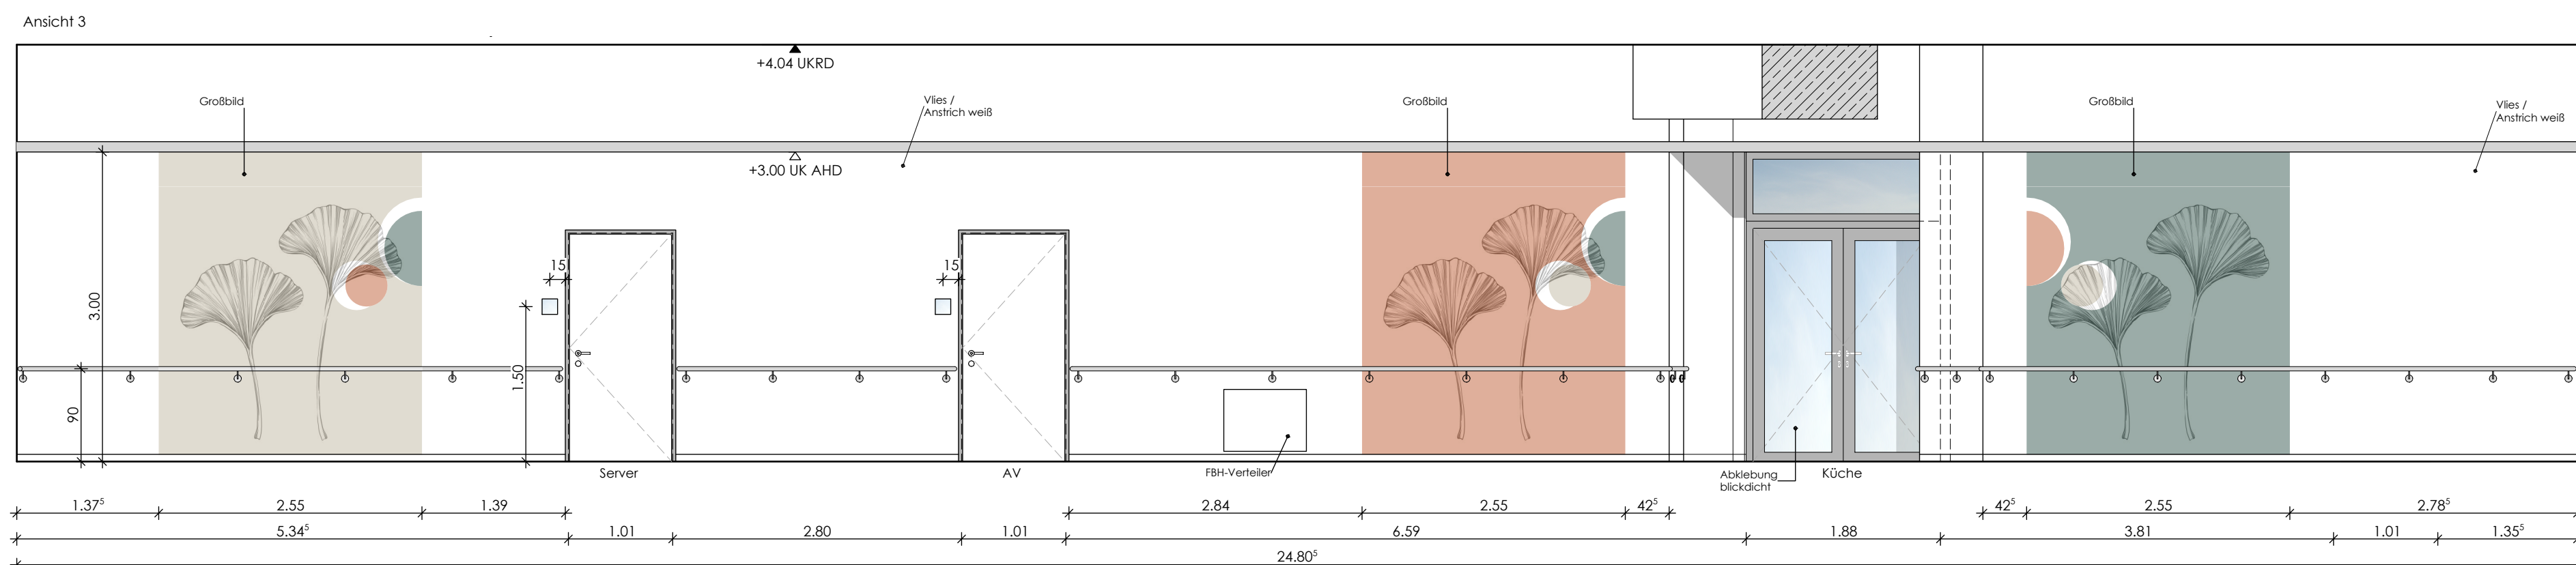 Ansicht 3
+4.04 UKRD
Großbild
Vlies /
Anstrich weiß
Großbild
Großbild
Vlies /
Anstrich weiß
+3.00 UK AHD
15
15
3.00
1.50
90
Server
AV
FBH-Verteiler
Abklebung
blickdicht
Küche
1.37⁵ 2.55 1.39 2.84 2.55 42⁵ 42⁵ 2.55 2.78⁵
5.34⁵ 1.01 2.80 1.01 6.59 1.88 3.81 1.01 1.35⁵
24.80⁵